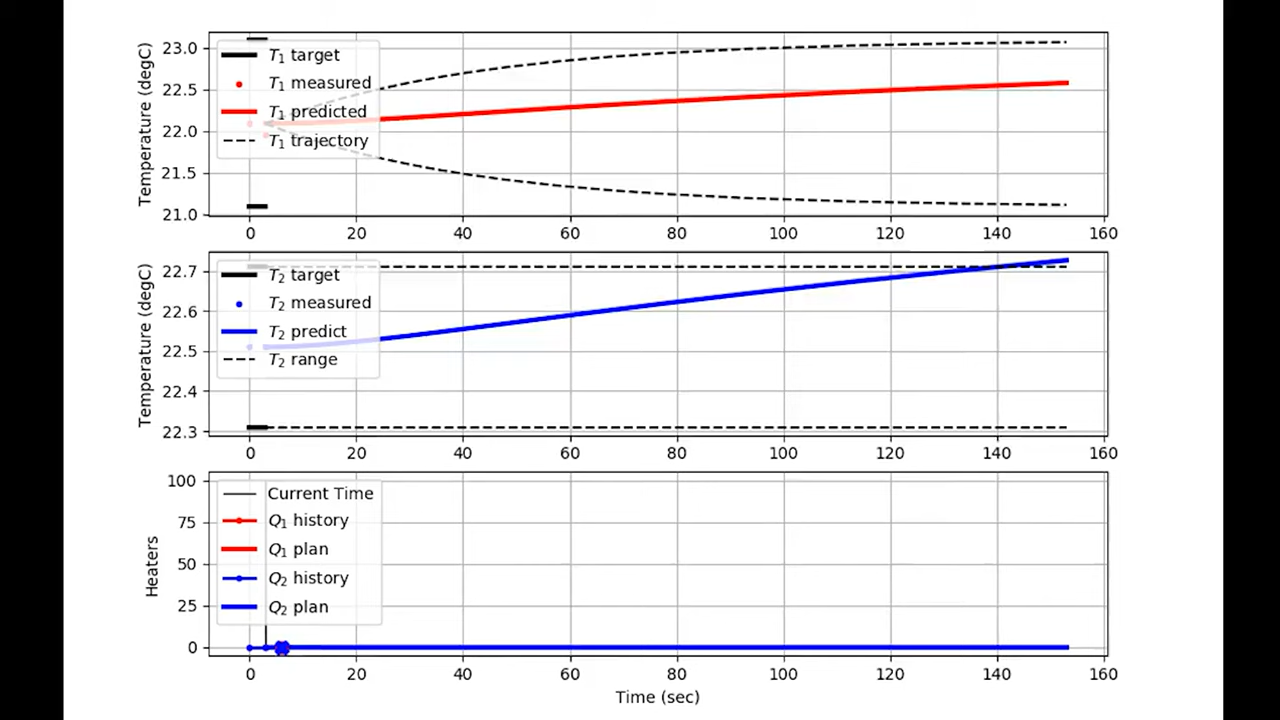 Temperature (degC)
23.0
22.5
22.0
21.5
21.0
T1 target
T1 measured
T1 predicted
T1 trajectory
0 20 40 60 80 100 120 140 160
Temperature (degC)
22.7
22.6
22.5
22.4
22.3
T2 target
T2 measured
T2 predict
T2 range
0 20 40 60 80 100 120 140 160
Heaters
100
75
50
25
0
Current Time
Q1 history
Q1 plan
Q2 history
Q2 plan
0 20 40 60 80 100 120 140 160
Time (sec)